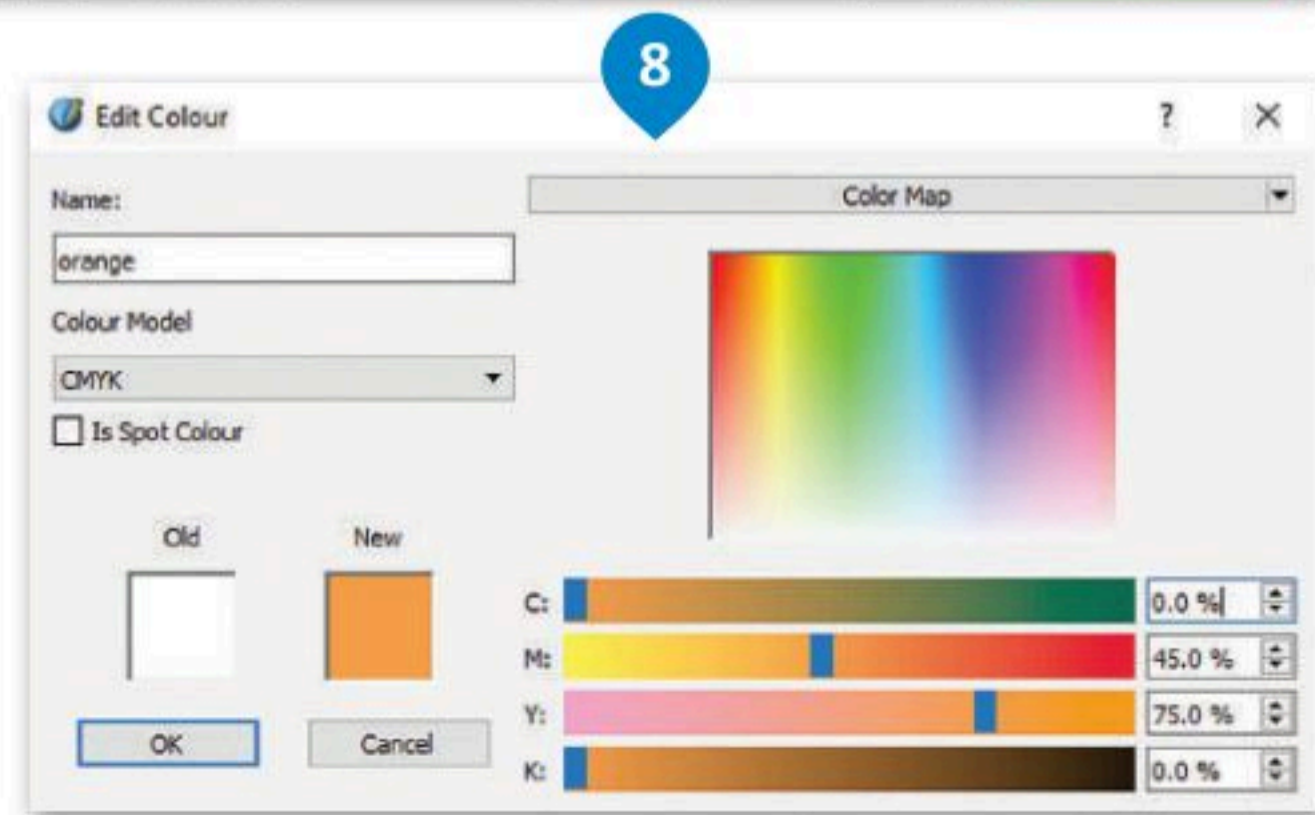 8
Edit Colour ?
Name:
Color Map
orange
Colour Model
CMYK
Is Spot Colour
Old New
C: 0.0 %
M: 45.0 %
Y: 75.0 %
K: 0.0 %
OK Cancel